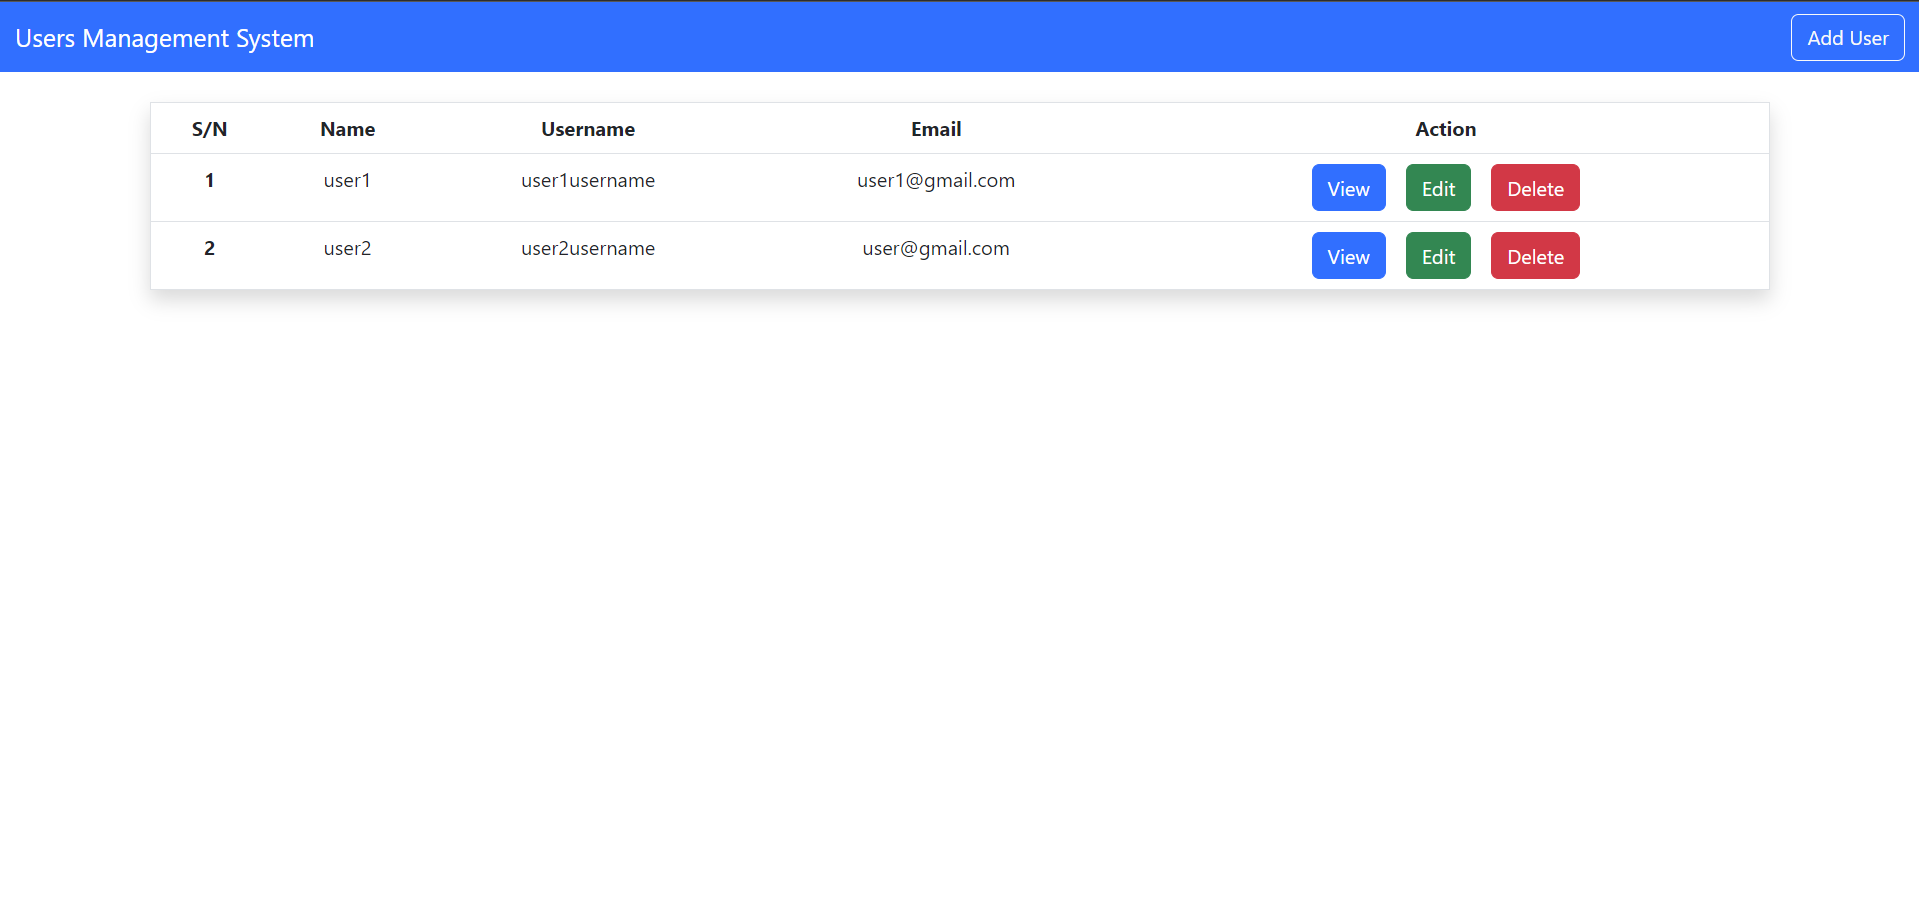 Users Management System Add User
S/N Name Username Email Action
1 user1 user1username user1@gmail.com View Edit Delete
2 user2 user2username user@gmail.com View Edit Delete